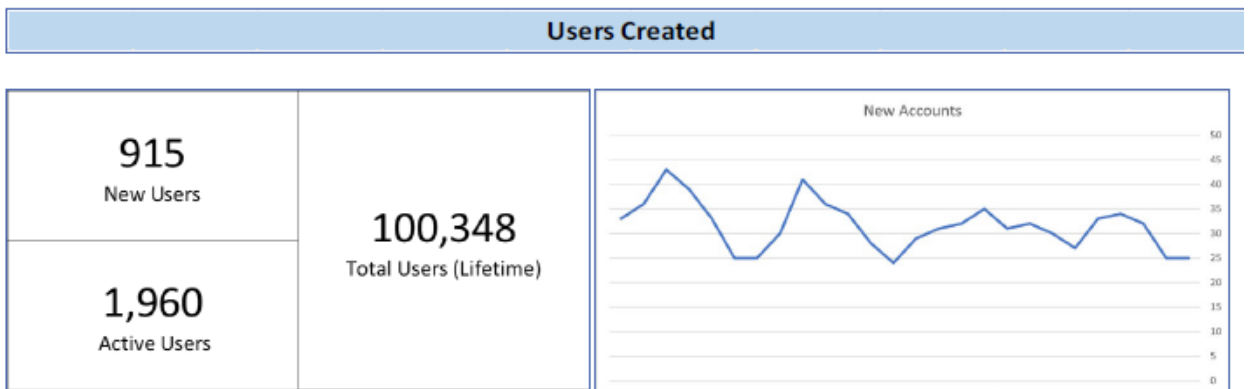 Users Created
915
New Users
1,960
Active Users
100,348
Total Users (Lifetime)
New Accounts
50
45
40
35
30
25
20
15
10
5
0